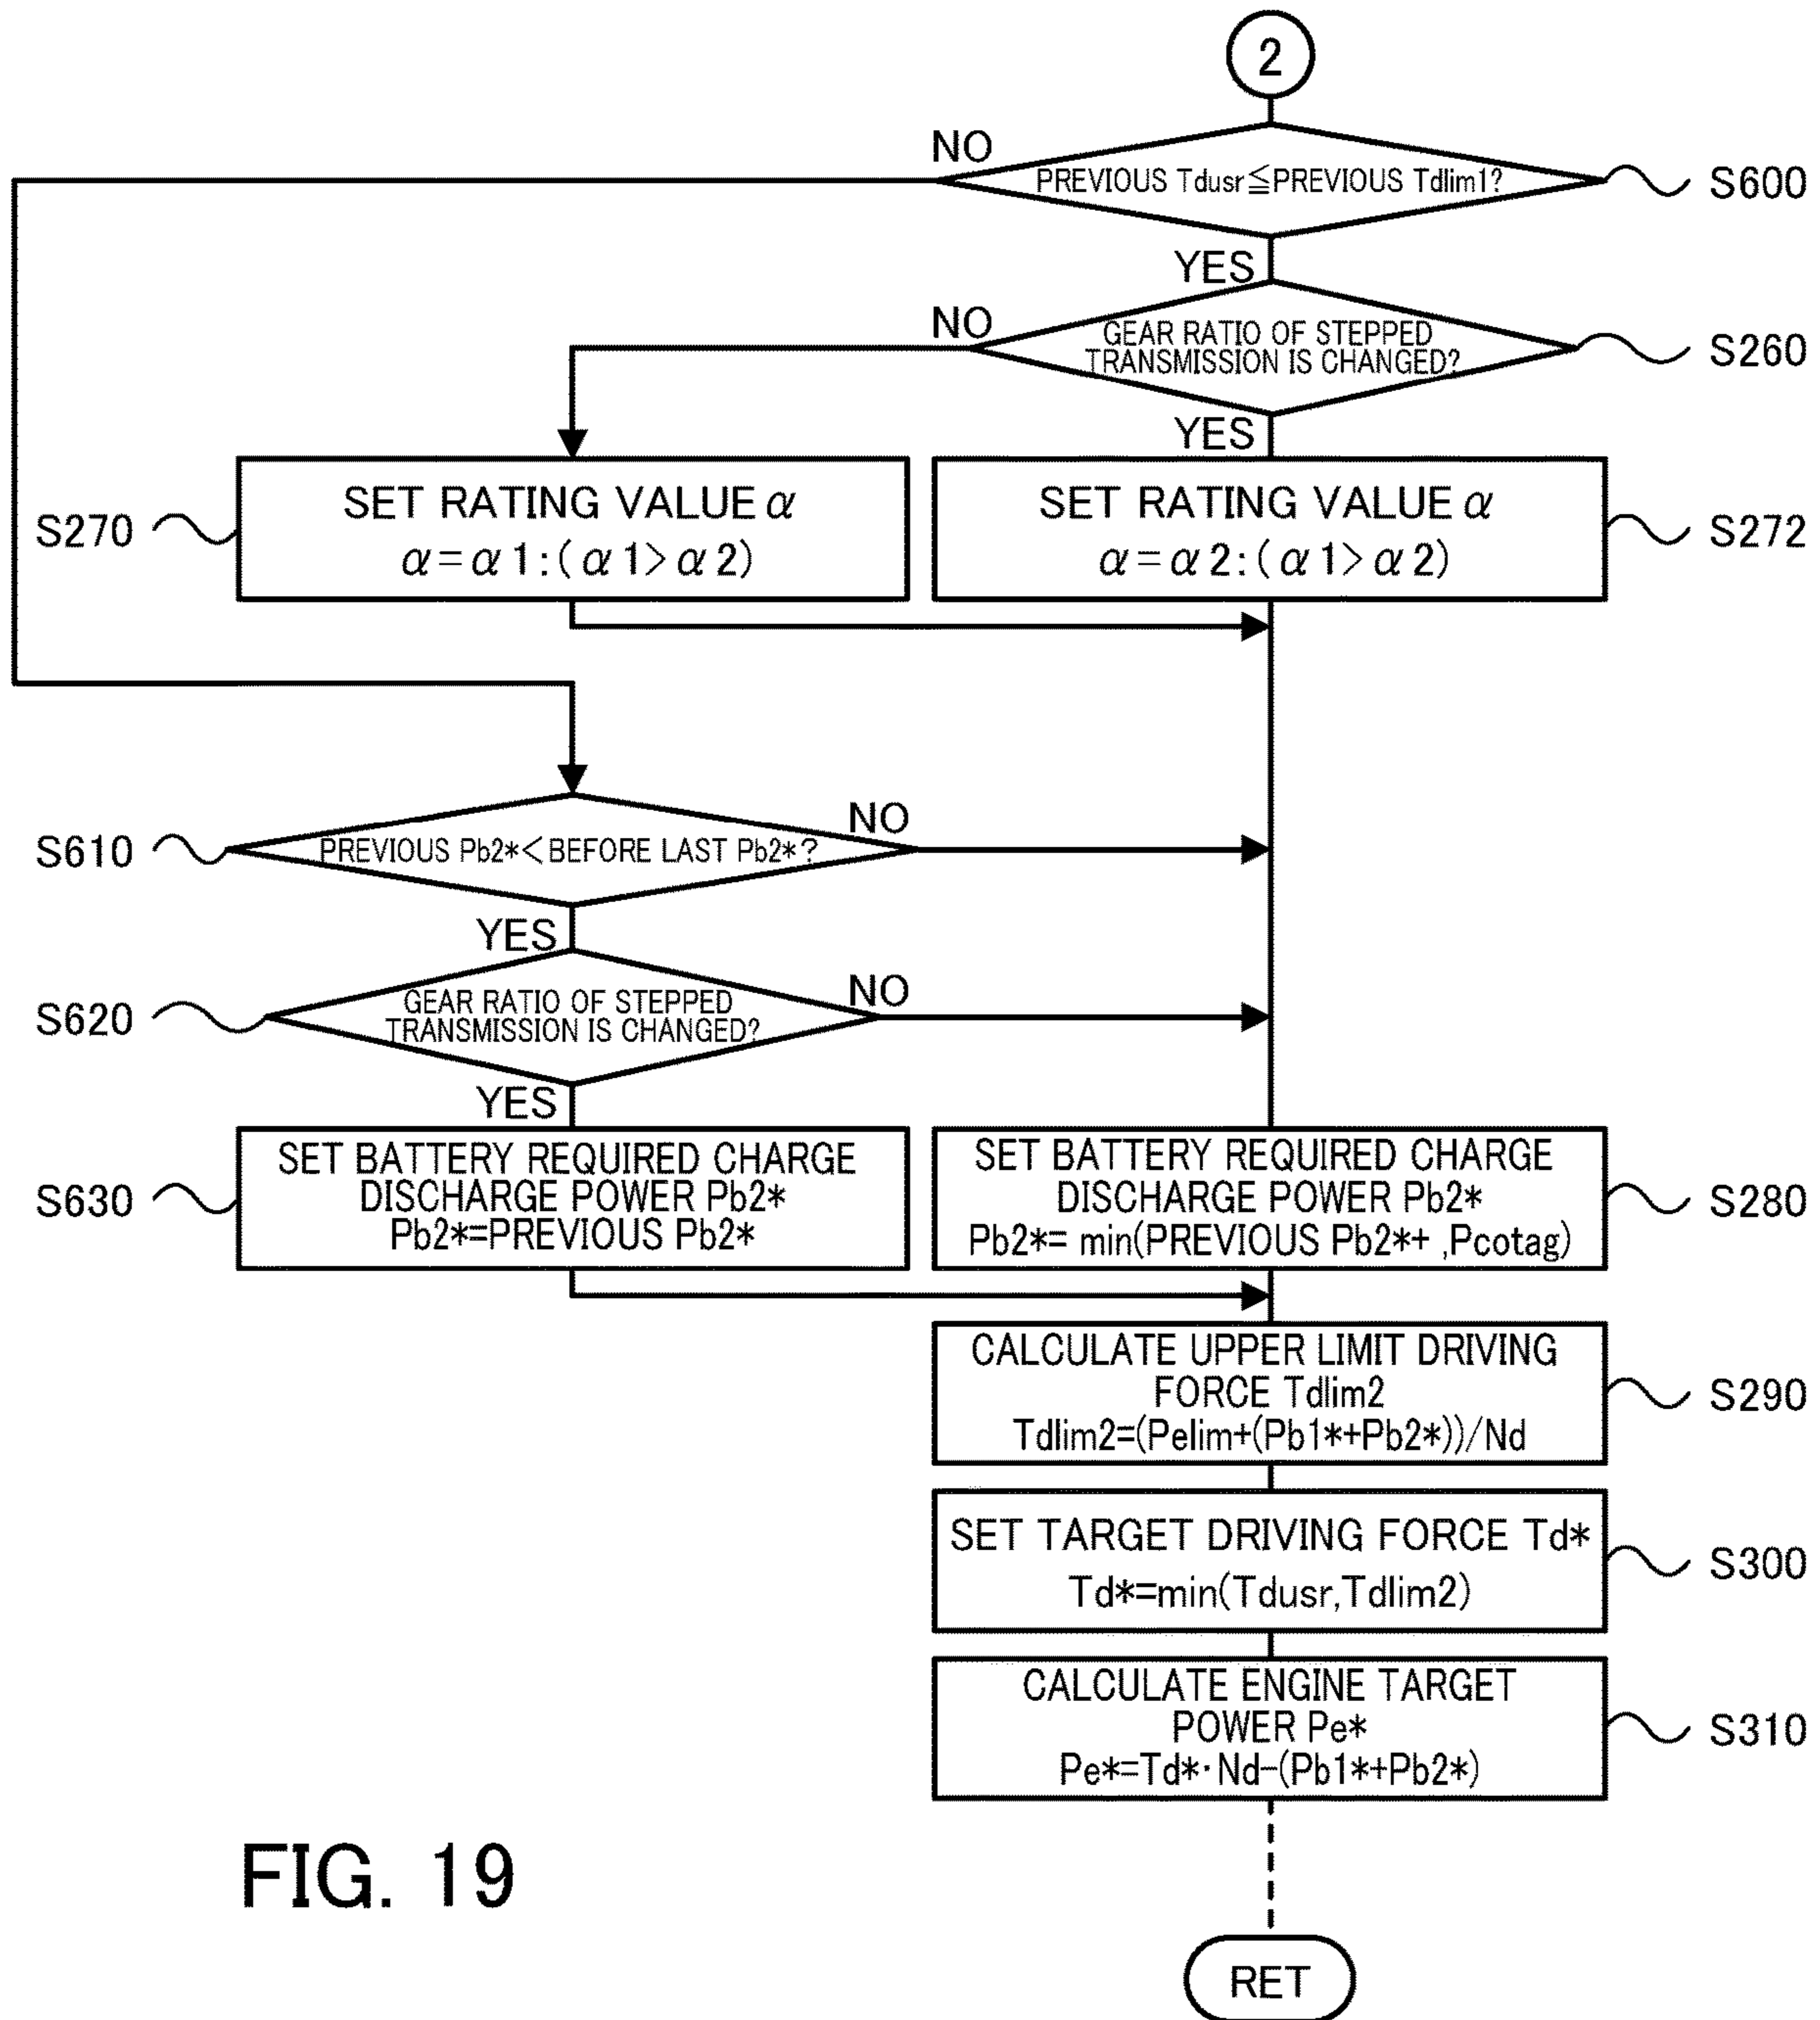 2
NO
PREVIOUS Tdusr≦PREVIOUS Tdlim1?
S600
YES
NO
GEAR RATIO OF STEPPED
TRANSMISSION IS CHANGED?
S260
YES
S270
SET RATING VALUE α
α=α1:(α1>α2)
SET RATING VALUE α
α=α2:(α1>α2)
S272
S610
PREVIOUS Pb2*<BEFORE LAST Pb2*?
NO
YES
S620
GEAR RATIO OF STEPPED
TRANSMISSION IS CHANGED?
NO
YES
S630
SET BATTERY REQUIRED CHARGE
DISCHARGE POWER Pb2*
Pb2*=PREVIOUS Pb2*
SET BATTERY REQUIRED CHARGE
DISCHARGE POWER Pb2*
Pb2*= min(PREVIOUS Pb2*+ ,Pcotag)
S280
CALCULATE UPPER LIMIT DRIVING
FORCE Tdlim2
Tdlim2=(Pelim+(Pb1*+Pb2*))/Nd
S290
SET TARGET DRIVING FORCE Td*
Td*=min(Tdusr,Tdlim2)
S300
CALCULATE ENGINE TARGET
POWER Pe*
Pe*=Td*·Nd-(Pb1*+Pb2*)
S310
FIG. 19
RET